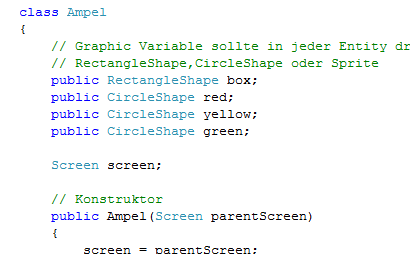 class Ampel
{
// Graphic Variable sollte in jeder Entity dr
// RectangleShape,CircleShape oder Sprite
public RectangleShape box;
public CircleShape red;
public CircleShape yellow;
public CircleShape green;
Screen screen;
// Konstruktor
public Ampel(Screen parentScreen)
{
screen = parentScreen;